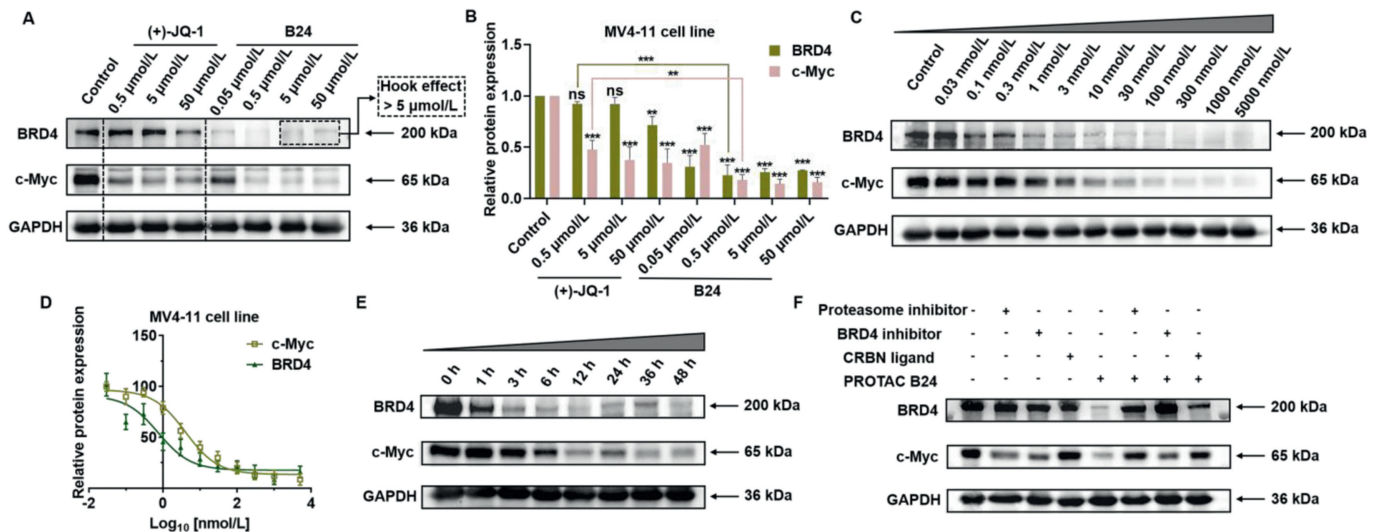 A
(+)-JQ-1
B24
Control
0.5 μmol/L
5 μmol/L
50 μmol/L
0.05 μmol/L
0.5 μmol/L
5 μmol/L
50 μmol/L
Hook effect
> 5 μmol/L
BRD4
200 kDa
c-Myc
65 kDa
GAPDH
36 kDa
B
MV4-11 cell line
BRD4
c-Myc
Relative protein expression
1.5
1.0
0.5
0.0
***
**
ns
***
ns
***
**
***
***
***
***
***
***
***
***
***
Control
0.5 μmol/L
5 μmol/L
50 μmol/L
0.05 μmol/L
0.5 μmol/L
5 μmol/L
50 μmol/L
(+)-JQ-1
B24
C
Control
0.03 nmol/L
0.1 nmol/L
0.3 nmol/L
1 nmol/L
3 nmol/L
10 nmol/L
30 nmol/L
100 nmol/L
300 nmol/L
1000 nmol/L
5000 nmol/L
BRD4
200 kDa
c-Myc
65 kDa
GAPDH
36 kDa
D
MV4-11 cell line
Relative protein expression
150
100
50
c-Myc
BRD4
-2
0
2
4
Log10 [nmol/L]
E
0 h
1 h
3 h
6 h
12 h
24 h
36 h
48 h
BRD4
200 kDa
c-Myc
65 kDa
GAPDH
36 kDa
F
Proteasome inhibitor - + - - - + - -
BRD4 inhibitor - - + - - - + -
CRBN ligand - - - + - - - +
PROTAC B24 - - - - + + + +
BRD4
200 kDa
c-Myc
65 kDa
GAPDH
36 kDa